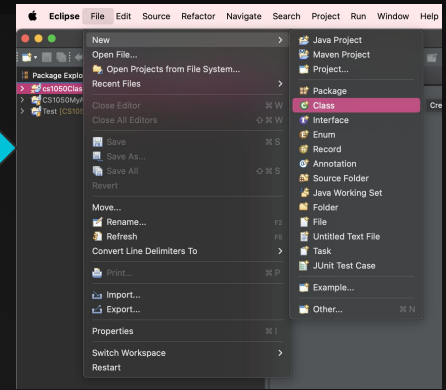 Eclipse File Edit Source Refactor Navigate Search Project Run Window Help
New >
Open File...
Open Projects from File System...
Recent Files >
Close Editor ⌘ W
Close All Editors ⇧ ⌘ W
Save ⌘ S
Save As...
Save All ⇧ ⌘ S
Revert
Move...
Rename... F2
Refresh F5
Convert Line Delimiters To >
Print... ⌘ P
Import...
Export...
Properties ⌘ I
Switch Workspace >
Restart
Java Project
Maven Project
Project...
Package
Class
Interface
Enum
Record
Annotation
Source Folder
Java Working Set
Folder
File
Untitled Text File
Task
JUnit Test Case
Example...
Other... ⌘ N
Package Explo
cs1050Clas
CS1050MyA
Test [CS105
Cre